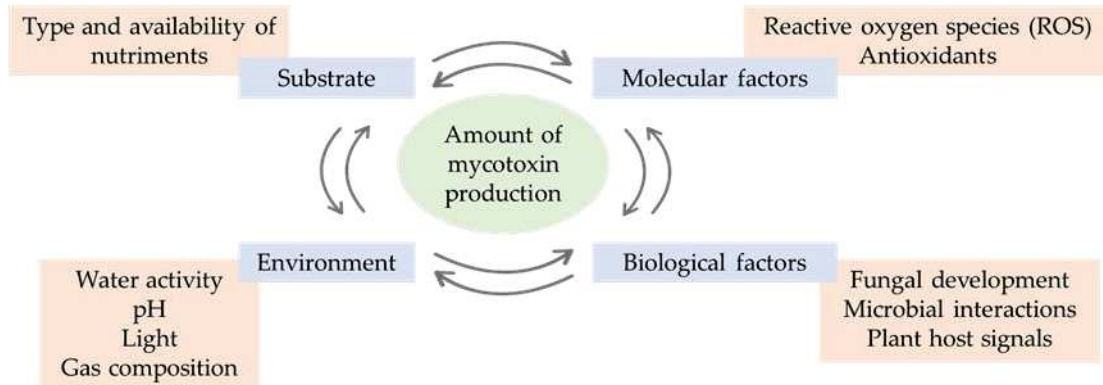 Type and availability of
nutriments
Substrate
Reactive oxygen species (ROS)
Antioxidants
Molecular factors
Amount of
mycotoxin
production
Environment
Water activity
pH
Light
Gas composition
Biological factors
Fungal development
Microbial interactions
Plant host signals